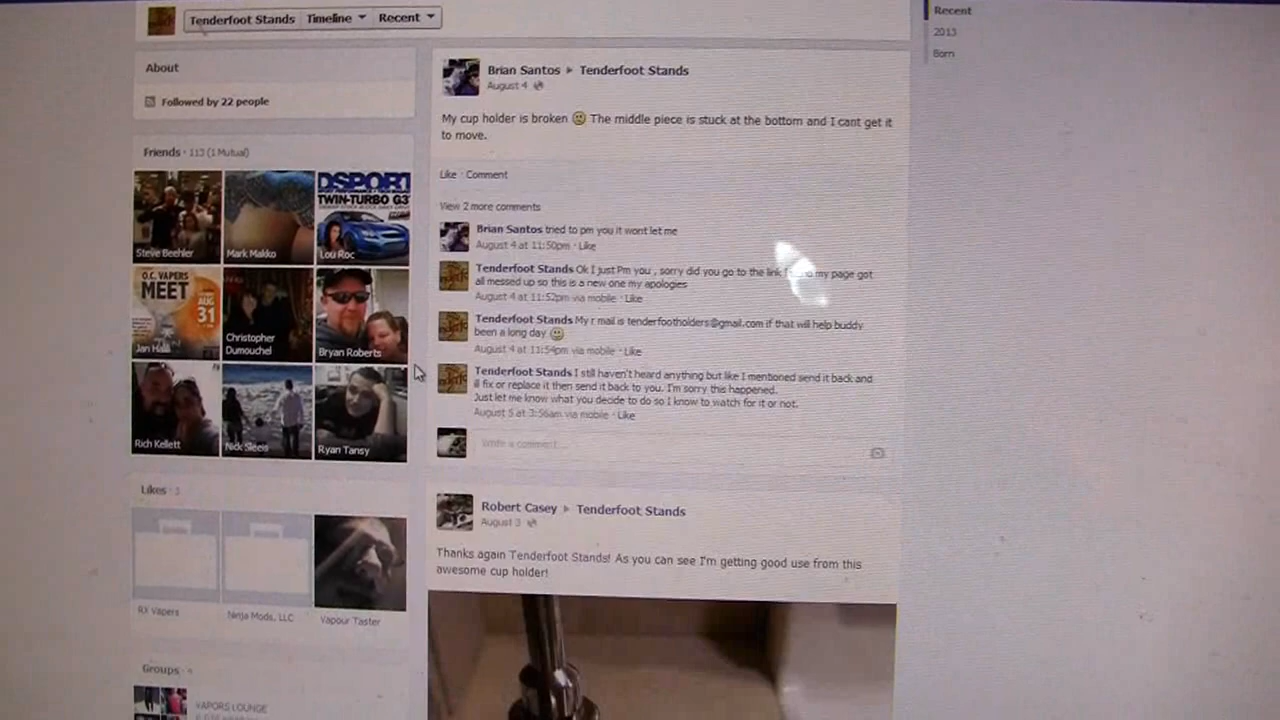 Tenderfoot Stands Timeline Recent
Recent
2013
Born
About
Followed by 22 people
Friends · 113 (1 Mutual)
Steve Beehler
Mark Makko
DSPORT
TWIN-TURBO G3
Lou Roc
O.C. VAPERS
MEET
AUG
31
Jan Hall
Christopher
Dumouchel
Bryan Roberts
Rich Kellett
Nick Sleeis
Ryan Tansy
Likes · 3
RX Vapers
Ninja Mods, LLC
Vapour Taster
Groups · 4
VAPORS LOUNGE
Brian Santos ▸ Tenderfoot Stands
August 4
My cup holder is broken The middle piece is stuck at the bottom and I cant get it
to move.
Like · Comment
View 2 more comments
Brian Santos tried to pm you it wont let me
August 4 at 11:50pm · Like
Tenderfoot Stands Ok I just Pm you , sorry did you go to the link my page got
all messed up so this is a new one my apologies
August 4 at 11:52pm via mobile · Like
Tenderfoot Stands My r mail is tenderfootholders@gmail.com if that will help buddy
been a long day
August 4 at 11:54pm via mobile · Like
Tenderfoot Stands I still haven't heard anything but like I mentioned send it back and
ill fix or replace it then send it back to you. I'm sorry this happened.
Just let me know what you decide to do so I know to watch for it or not.
August 5 at 3:56am via mobile · Like
Write a comment...
Robert Casey ▸ Tenderfoot Stands
August 3
Thanks again Tenderfoot Stands! As you can see I'm getting good use from this
awesome cup holder!